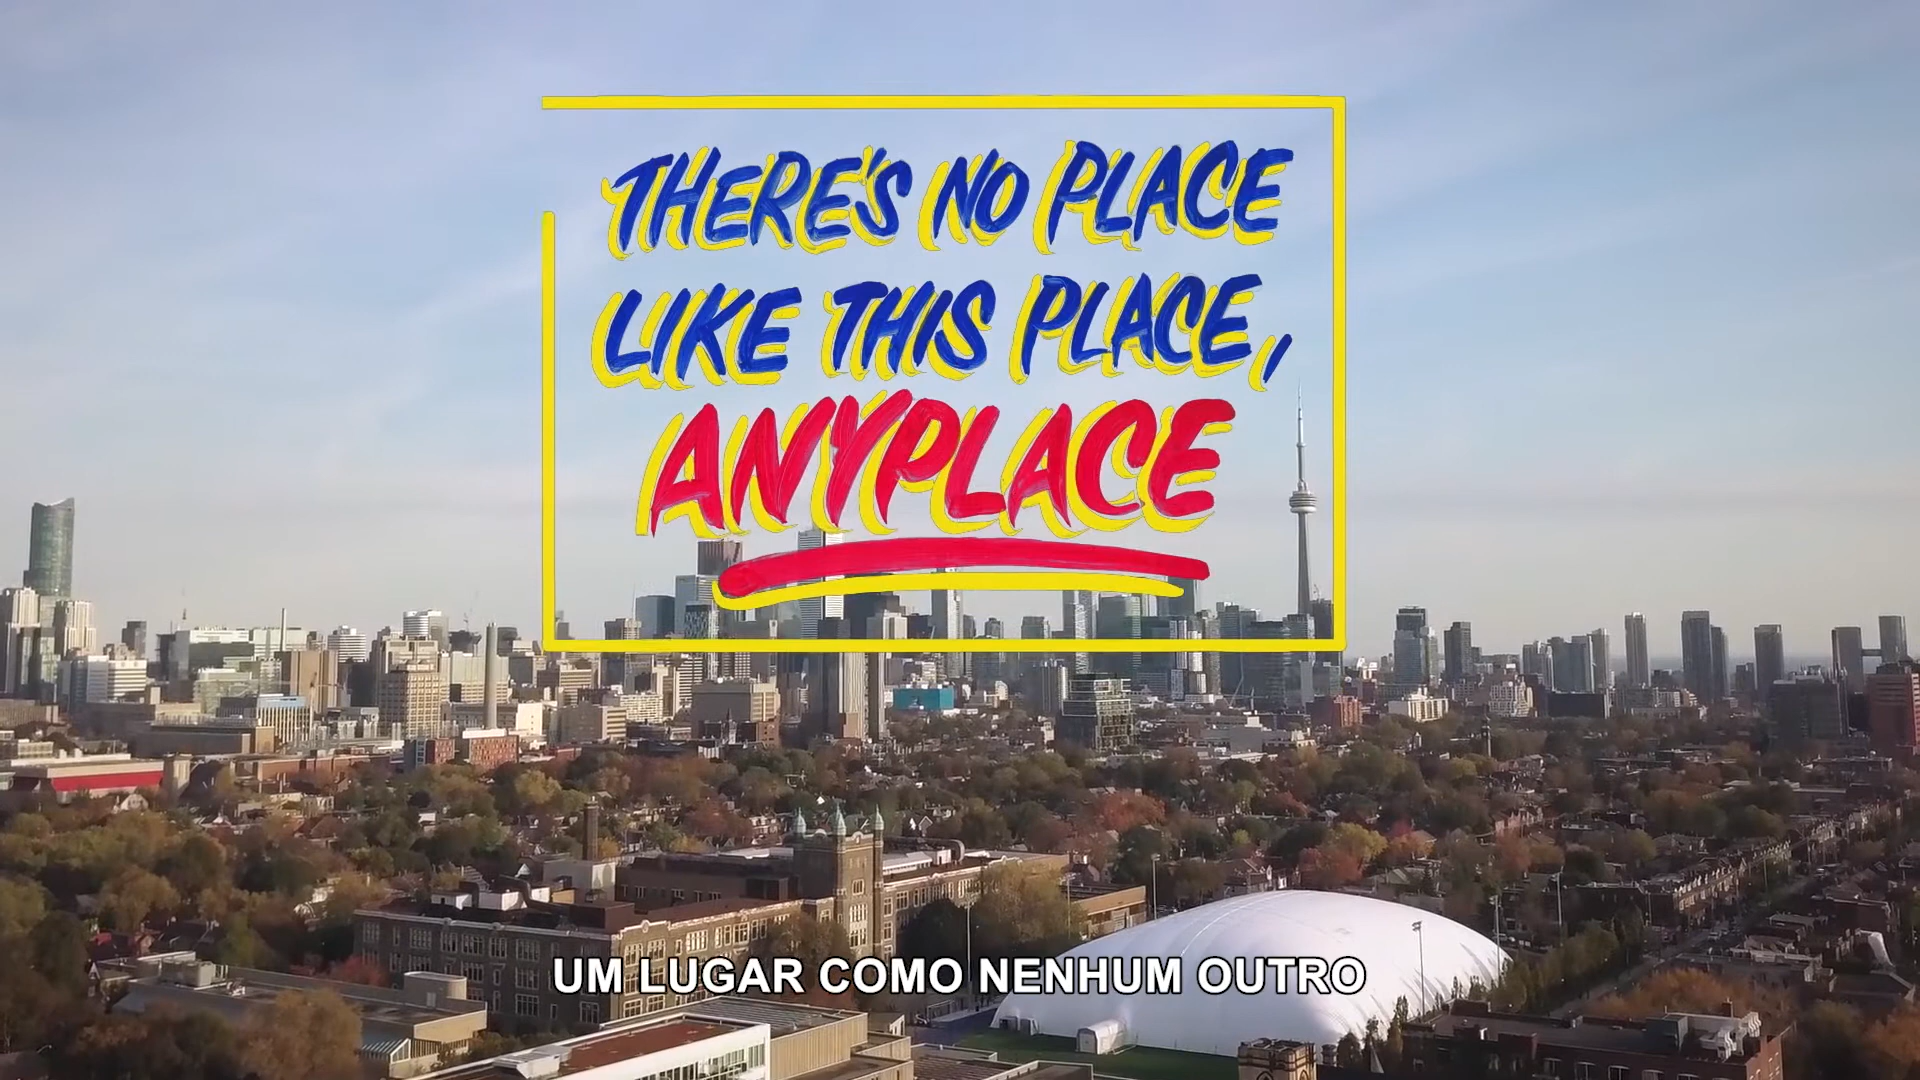 THERE'S NO PLACE
LIKE THIS PLACE,
ANYPLACE
UM LUGAR COMO NENHUM OUTRO